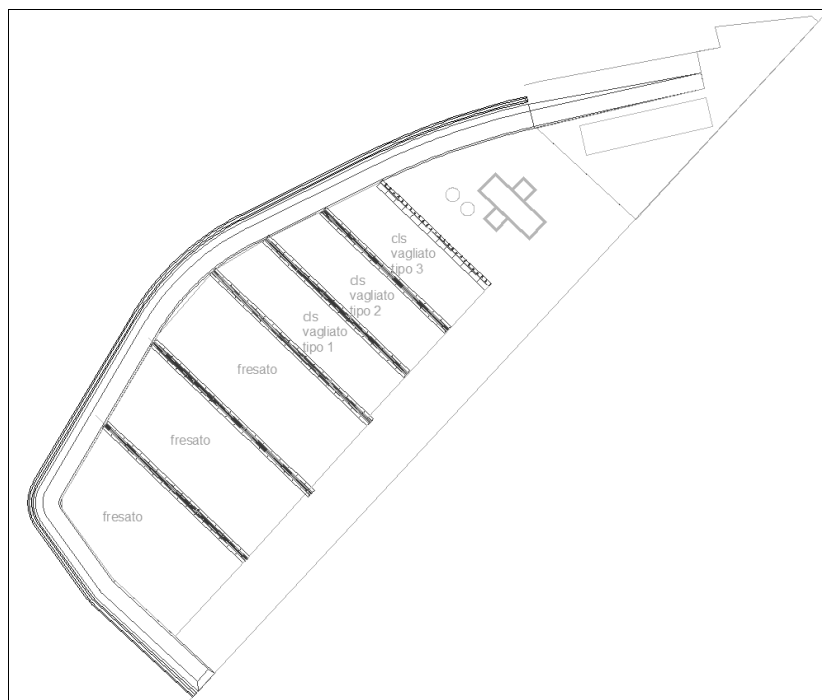 cls
vagliato
tipo 3
cls
vagliato
tipo 2
cls
vagliato
tipo 1
fresato
fresato
fresato